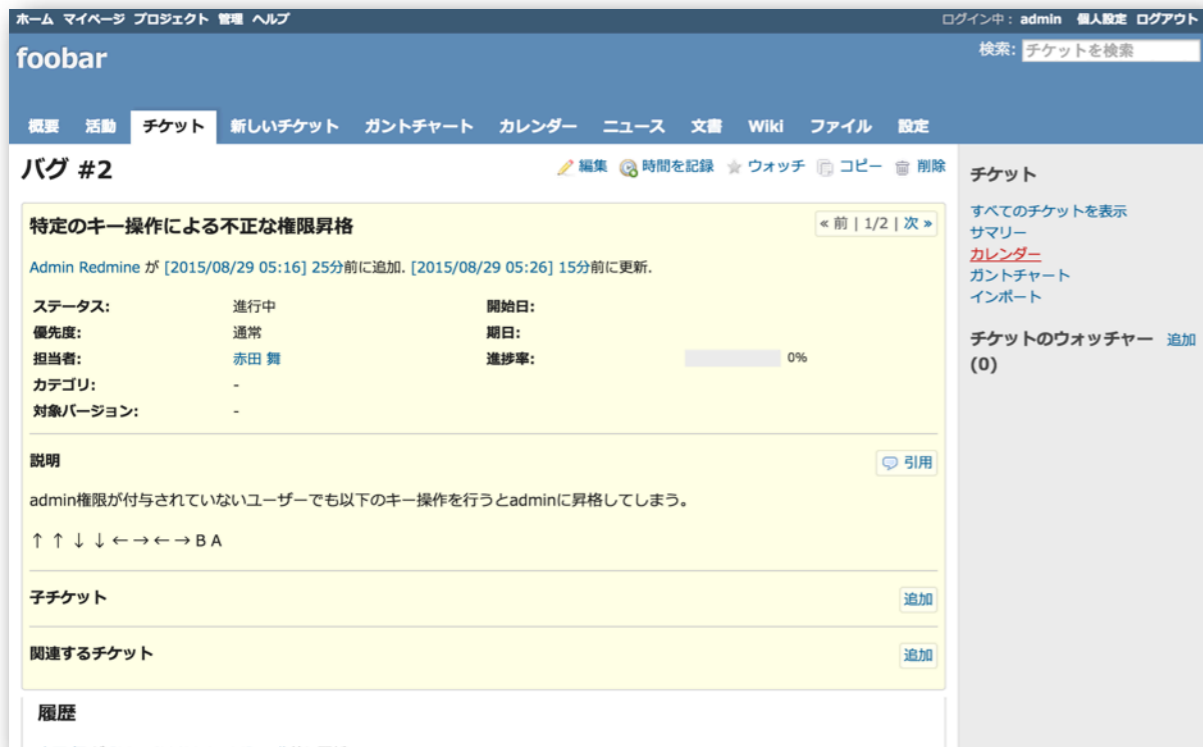 ホーム マイページ プロジェクト 管理 ヘルプ ログイン中 : admin 個人設定 ログアウト
foobar 検索: チケットを検索
概要 活動 チケット 新しいチケット ガントチャート カレンダー ニュース 文書 Wiki ファイル 設定
バグ #2 編集 時間を記録 ウォッチ コピー 削除
特定のキー操作による不正な権限昇格 « 前 | 1/2 | 次 »
Admin Redmine が [2015/08/29 05:16] 25分前に追加. [2015/08/29 05:26] 15分前に更新.
ステータス: 進行中 開始日:
優先度: 通常 期日:
担当者: 赤田 舞 進捗率: 0%
カテゴリ: -
対象バージョン: -
説明 引用
admin権限が付与されていないユーザーでも以下のキー操作を行うとadminに昇格してしまう。
↑ ↑ ↓ ↓ ← → ← → B A
子チケット 追加
関連するチケット 追加
履歴
チケット
すべてのチケットを表示
サマリー
カレンダー
ガントチャート
インポート
チケットのウォッチャー 追加
(0)